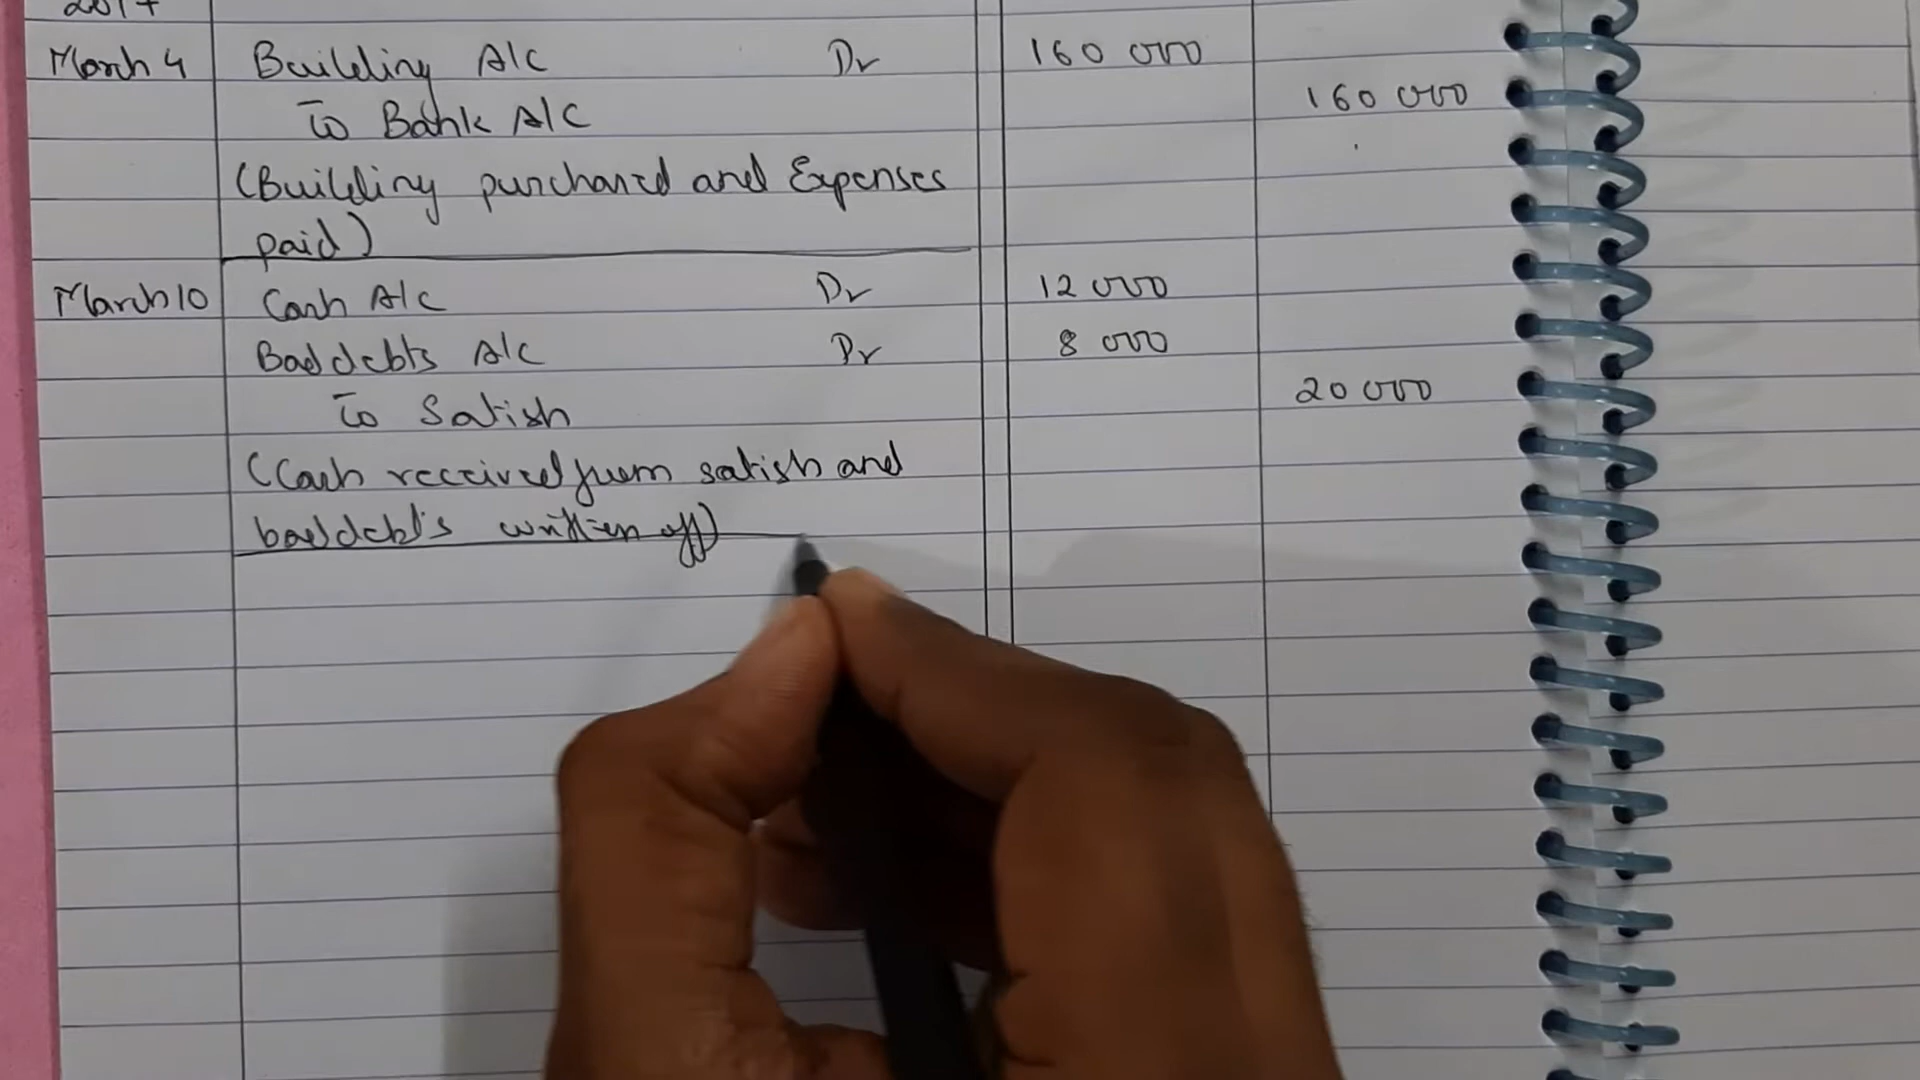 2017
March 4 Building A/c Dr 160 000
To Bank A/c 160 000
(Building purchased and Expenses
paid)
March 10 Cash A/c Dr 12 000
Bad debts A/c Dr 8 000
To Satish 20 000
(Cash received from satish and
bad debts written off)